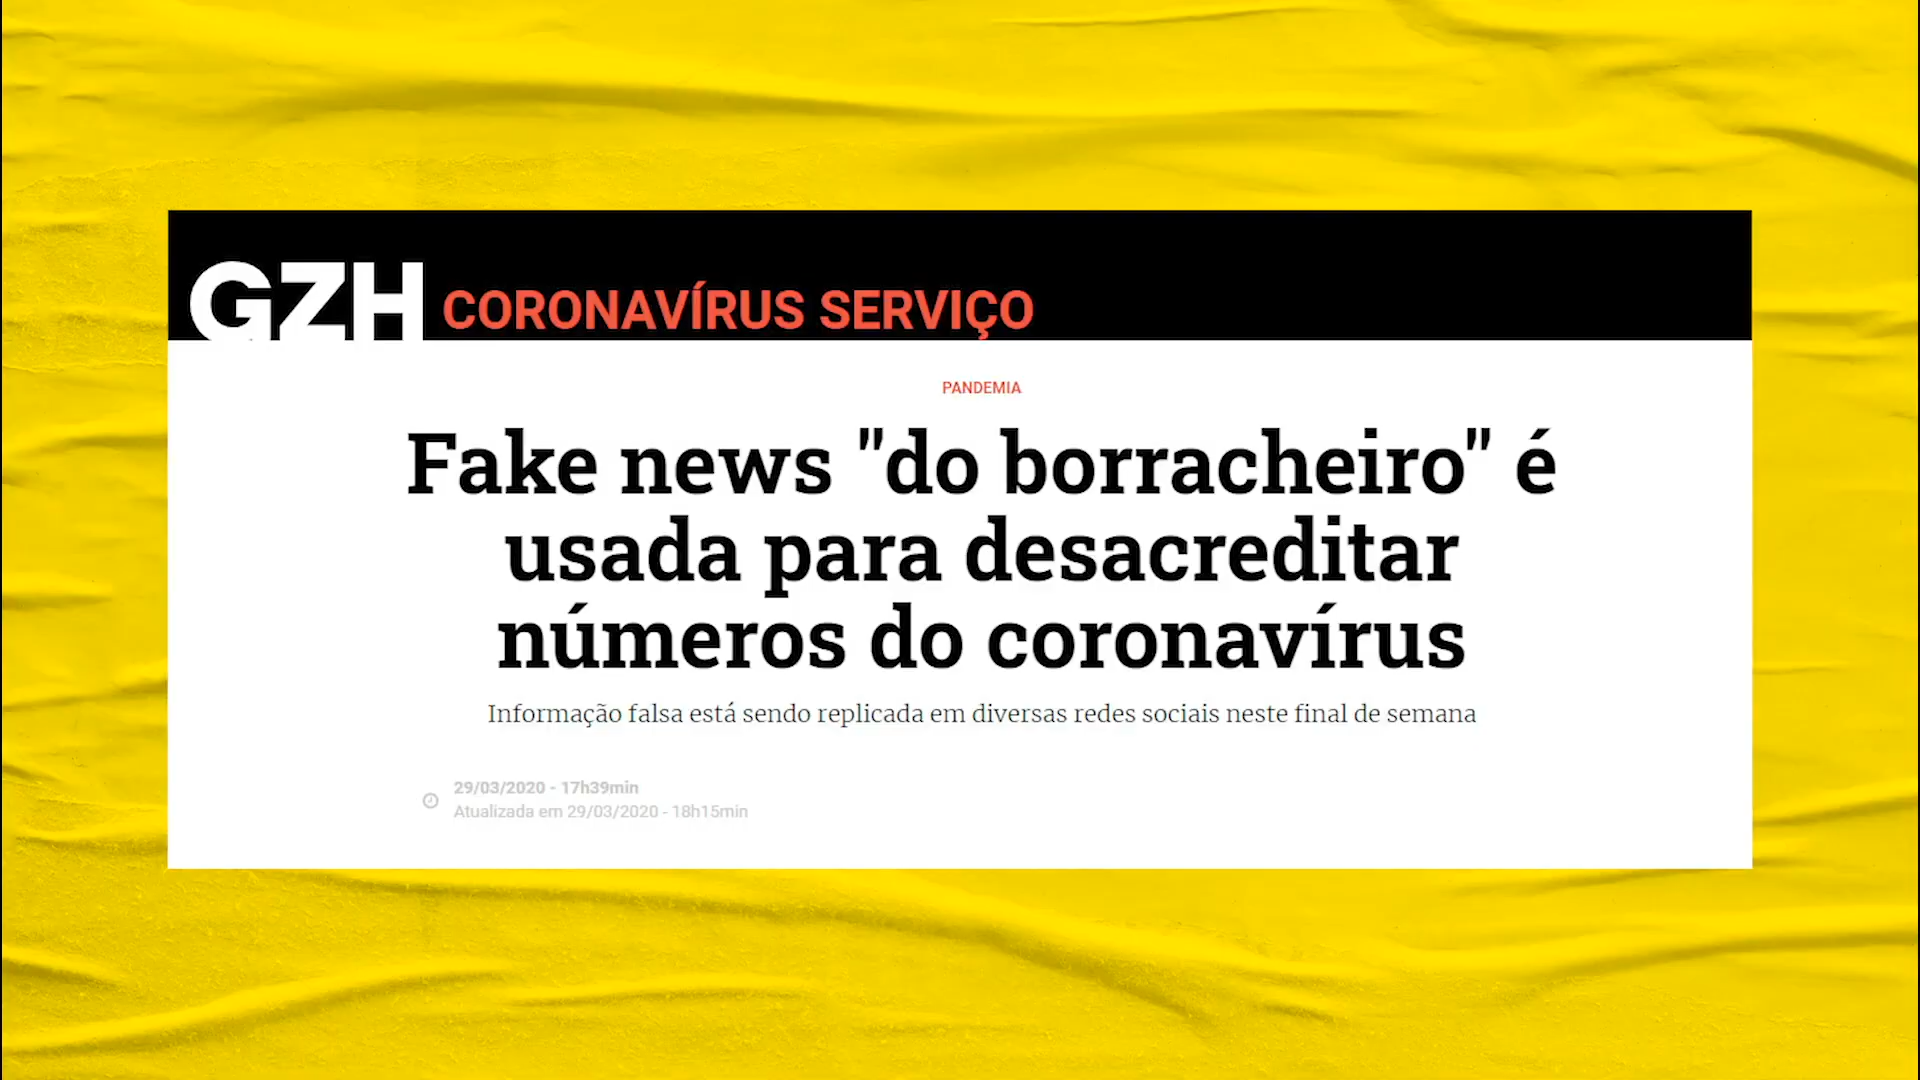 GZH CORONAVÍRUS SERVIÇO
PANDEMIA
Fake news "do borracheiro" é
usada para desacreditar
números do coronavírus
Informação falsa está sendo replicada em diversas redes sociais neste final de semana
29/03/2020 - 17h39min
Atualizada em 29/03/2020 - 18h15min